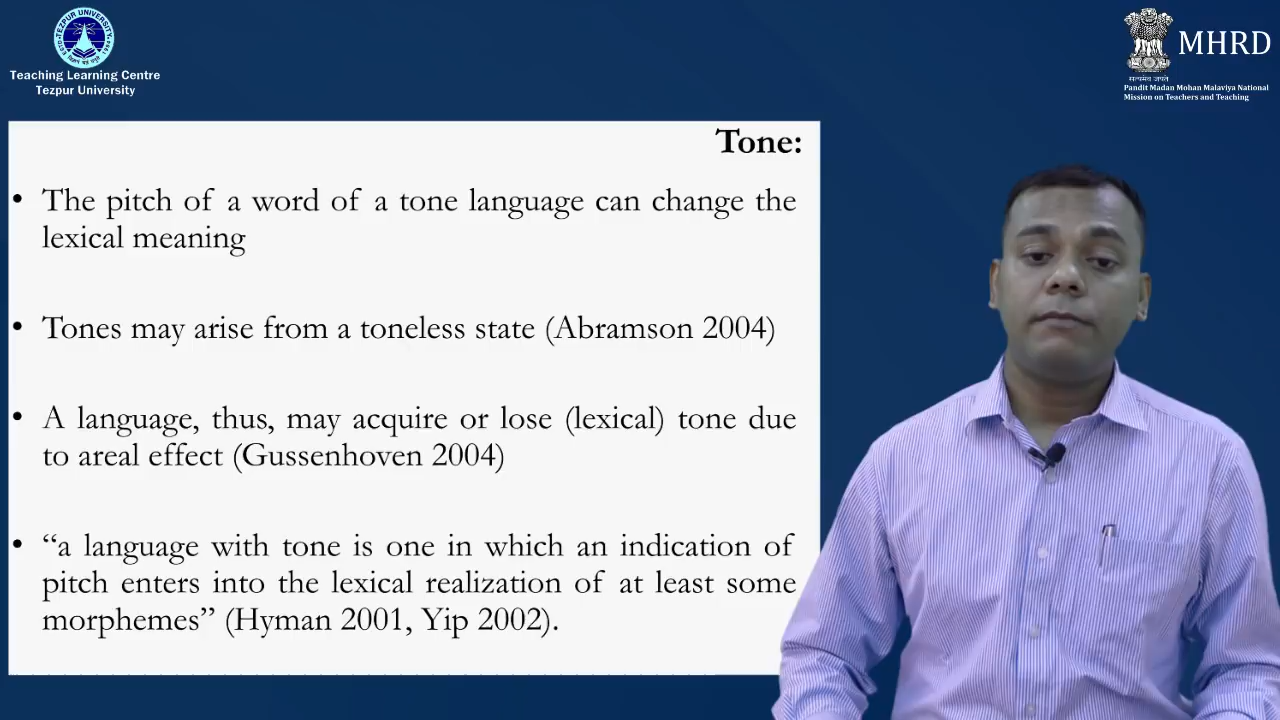 Teaching Learning Centre
Tezpur University
सत्यमेव जयते
MHRD
Pandit Madan Mohan Malaviya National
Mission on Teachers and Teaching
Tone:
• The pitch of a word of a tone language can change the
lexical meaning
• Tones may arise from a toneless state (Abramson 2004)
• A language, thus, may acquire or lose (lexical) tone due
to areal effect (Gussenhoven 2004)
• “a language with tone is one in which an indication of
pitch enters into the lexical realization of at least some
morphemes” (Hyman 2001, Yip 2002).